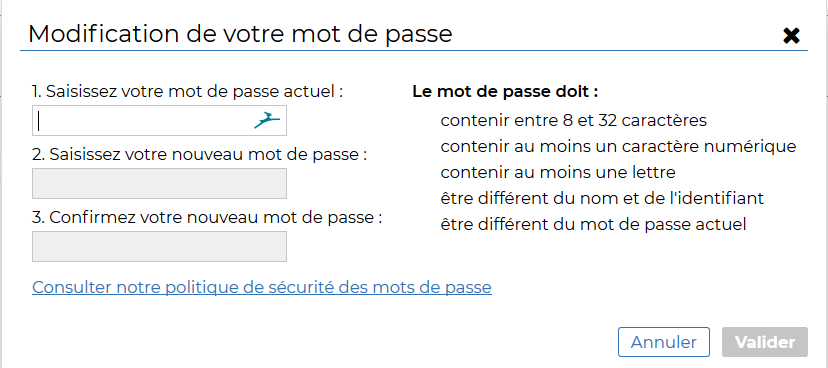 Modification de votre mot de passe
1. Saisissez votre mot de passe actuel :
2. Saisissez votre nouveau mot de passe :
3. Confirmez votre nouveau mot de passe :
Consulter notre politique de sécurité des mots de passe
Le mot de passe doit :
contenir entre 8 et 32 caractères
contenir au moins un caractère numérique
contenir au moins une lettre
être différent du nom et de l'identifiant
être différent du mot de passe actuel
Annuler
Valider